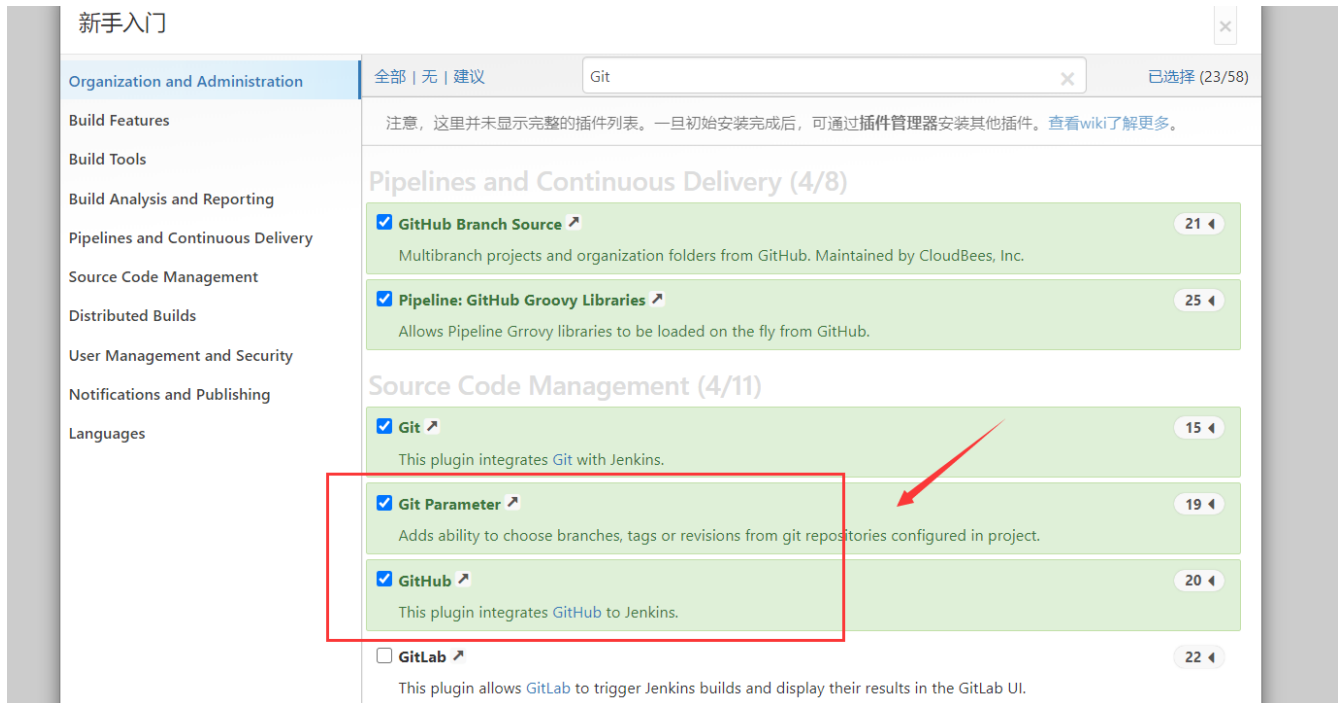 新手入门
×
Organization and Administration
Build Features
Build Tools
Build Analysis and Reporting
Pipelines and Continuous Delivery
Source Code Management
Distributed Builds
User Management and Security
Notifications and Publishing
Languages
全部 | 无 | 建议
Git
×
已选择 (23/58)
注意，这里并未显示完整的插件列表。一旦初始安装完成后，可通过插件管理器安装其他插件。查看wiki了解更多。
Pipelines and Continuous Delivery (4/8)
GitHub Branch Source
21
Multibranch projects and organization folders from GitHub. Maintained by CloudBees, Inc.
Pipeline: GitHub Groovy Libraries
25
Allows Pipeline Grrovy libraries to be loaded on the fly from GitHub.
Source Code Management (4/11)
Git
15
This plugin integrates Git with Jenkins.
Git Parameter
19
Adds ability to choose branches, tags or revisions from git repositories configured in project.
GitHub
20
This plugin integrates GitHub to Jenkins.
GitLab
22
This plugin allows GitLab to trigger Jenkins builds and display their results in the GitLab UI.